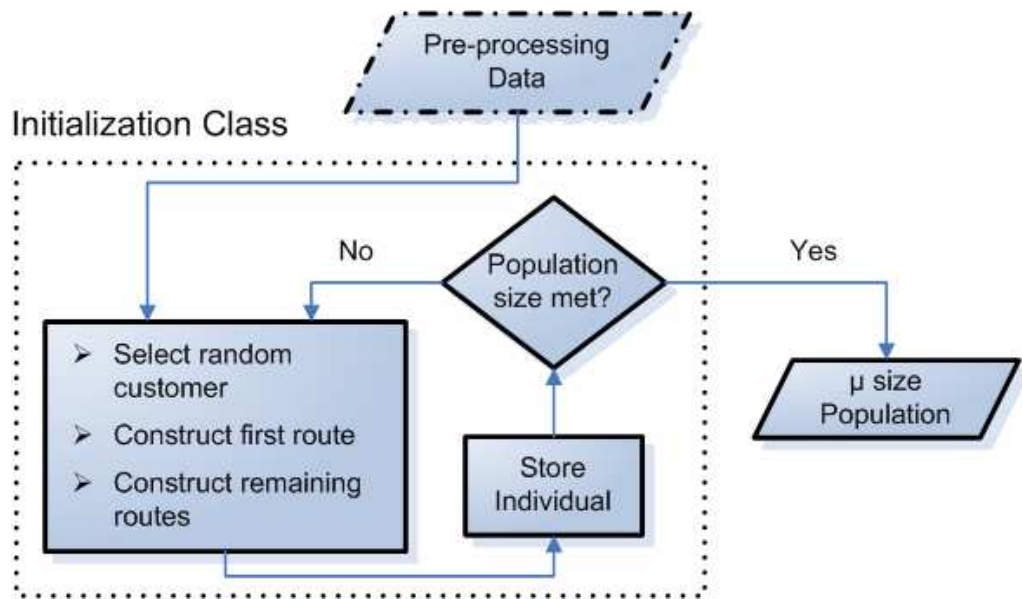 Pre-processing
Data
Initialization Class
No
Population
size met?
Yes
➢ Select random
customer
➢ Construct first route
➢ Construct remaining
routes
Store
Individual
µ size
Population